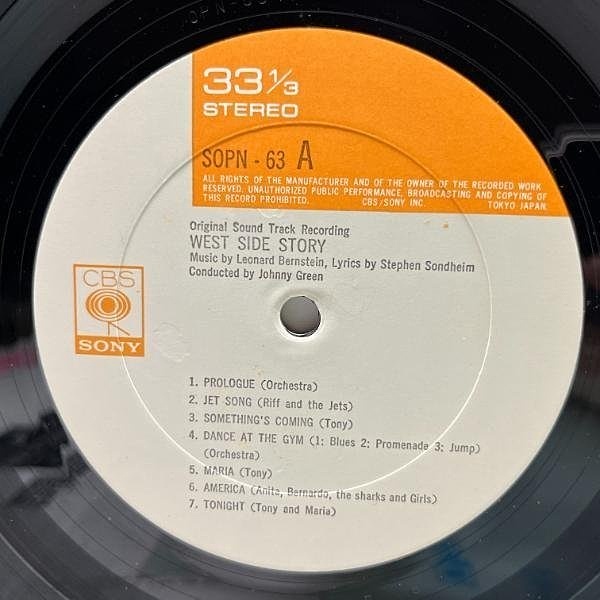 33 1/3
STEREO
SOPN - 63 A
ALL RIGHTS OF THE MANUFACTURER AND OF THE OWNER OF THE RECORDED WORK
RESERVED. UNAUTHORIZED PUBLIC PERFORMANCE, BROADCASTING AND COPYING OF
THIS RECORD PROHIBITED. CBS/SONY INC. TOKYO JAPAN
Original Sound Track Recording
WEST SIDE STORY
Music by Leonard Bernstein, Lyrics by Stephen Sondheim
Conducted by Johnny Green
CBS
SONY
1. PROLOGUE (Orchestra)
2. JET SONG (Riff and the Jets)
3. SOMETHING'S COMING (Tony)
4. DANCE AT THE GYM (1; Blues 2; Promenade 3; Jump)
(Orchestra)
5. MARIA (Tony)
6. AMERICA (Anita, Bernardo, the sharks and Girls)
7. TONIGHT (Tony and Maria)